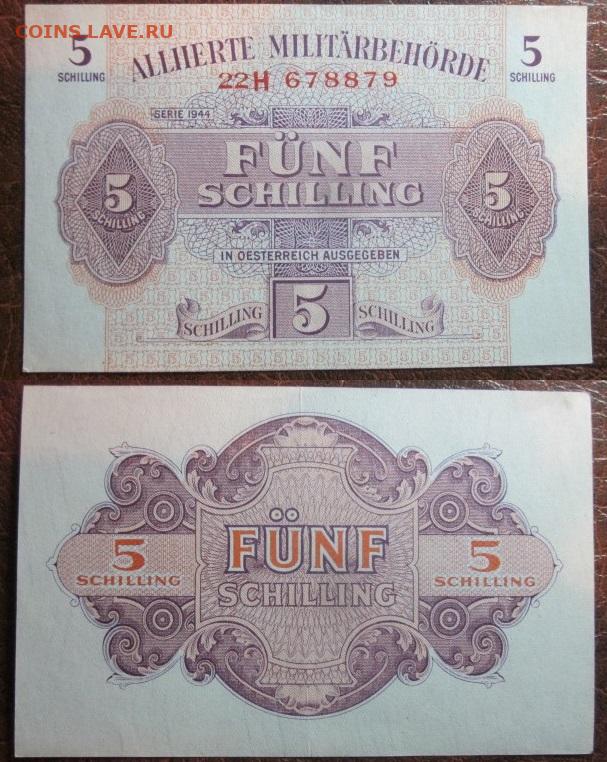 COINS.LAVE.RU
5
SCHILLING
5
SCHILLING
ALLIIERTE MILITÄRBEHÖRDE
22H 678879
SERIE 1944
FÜNF
SCHILLING
5
SCHILLING
5
SCHILLING
IN OESTERREICH AUSGEGEBEN
SCHILLING 5 SCHILLING
FÜNF
SCHILLING
5
SCHILLING
5
SCHILLING